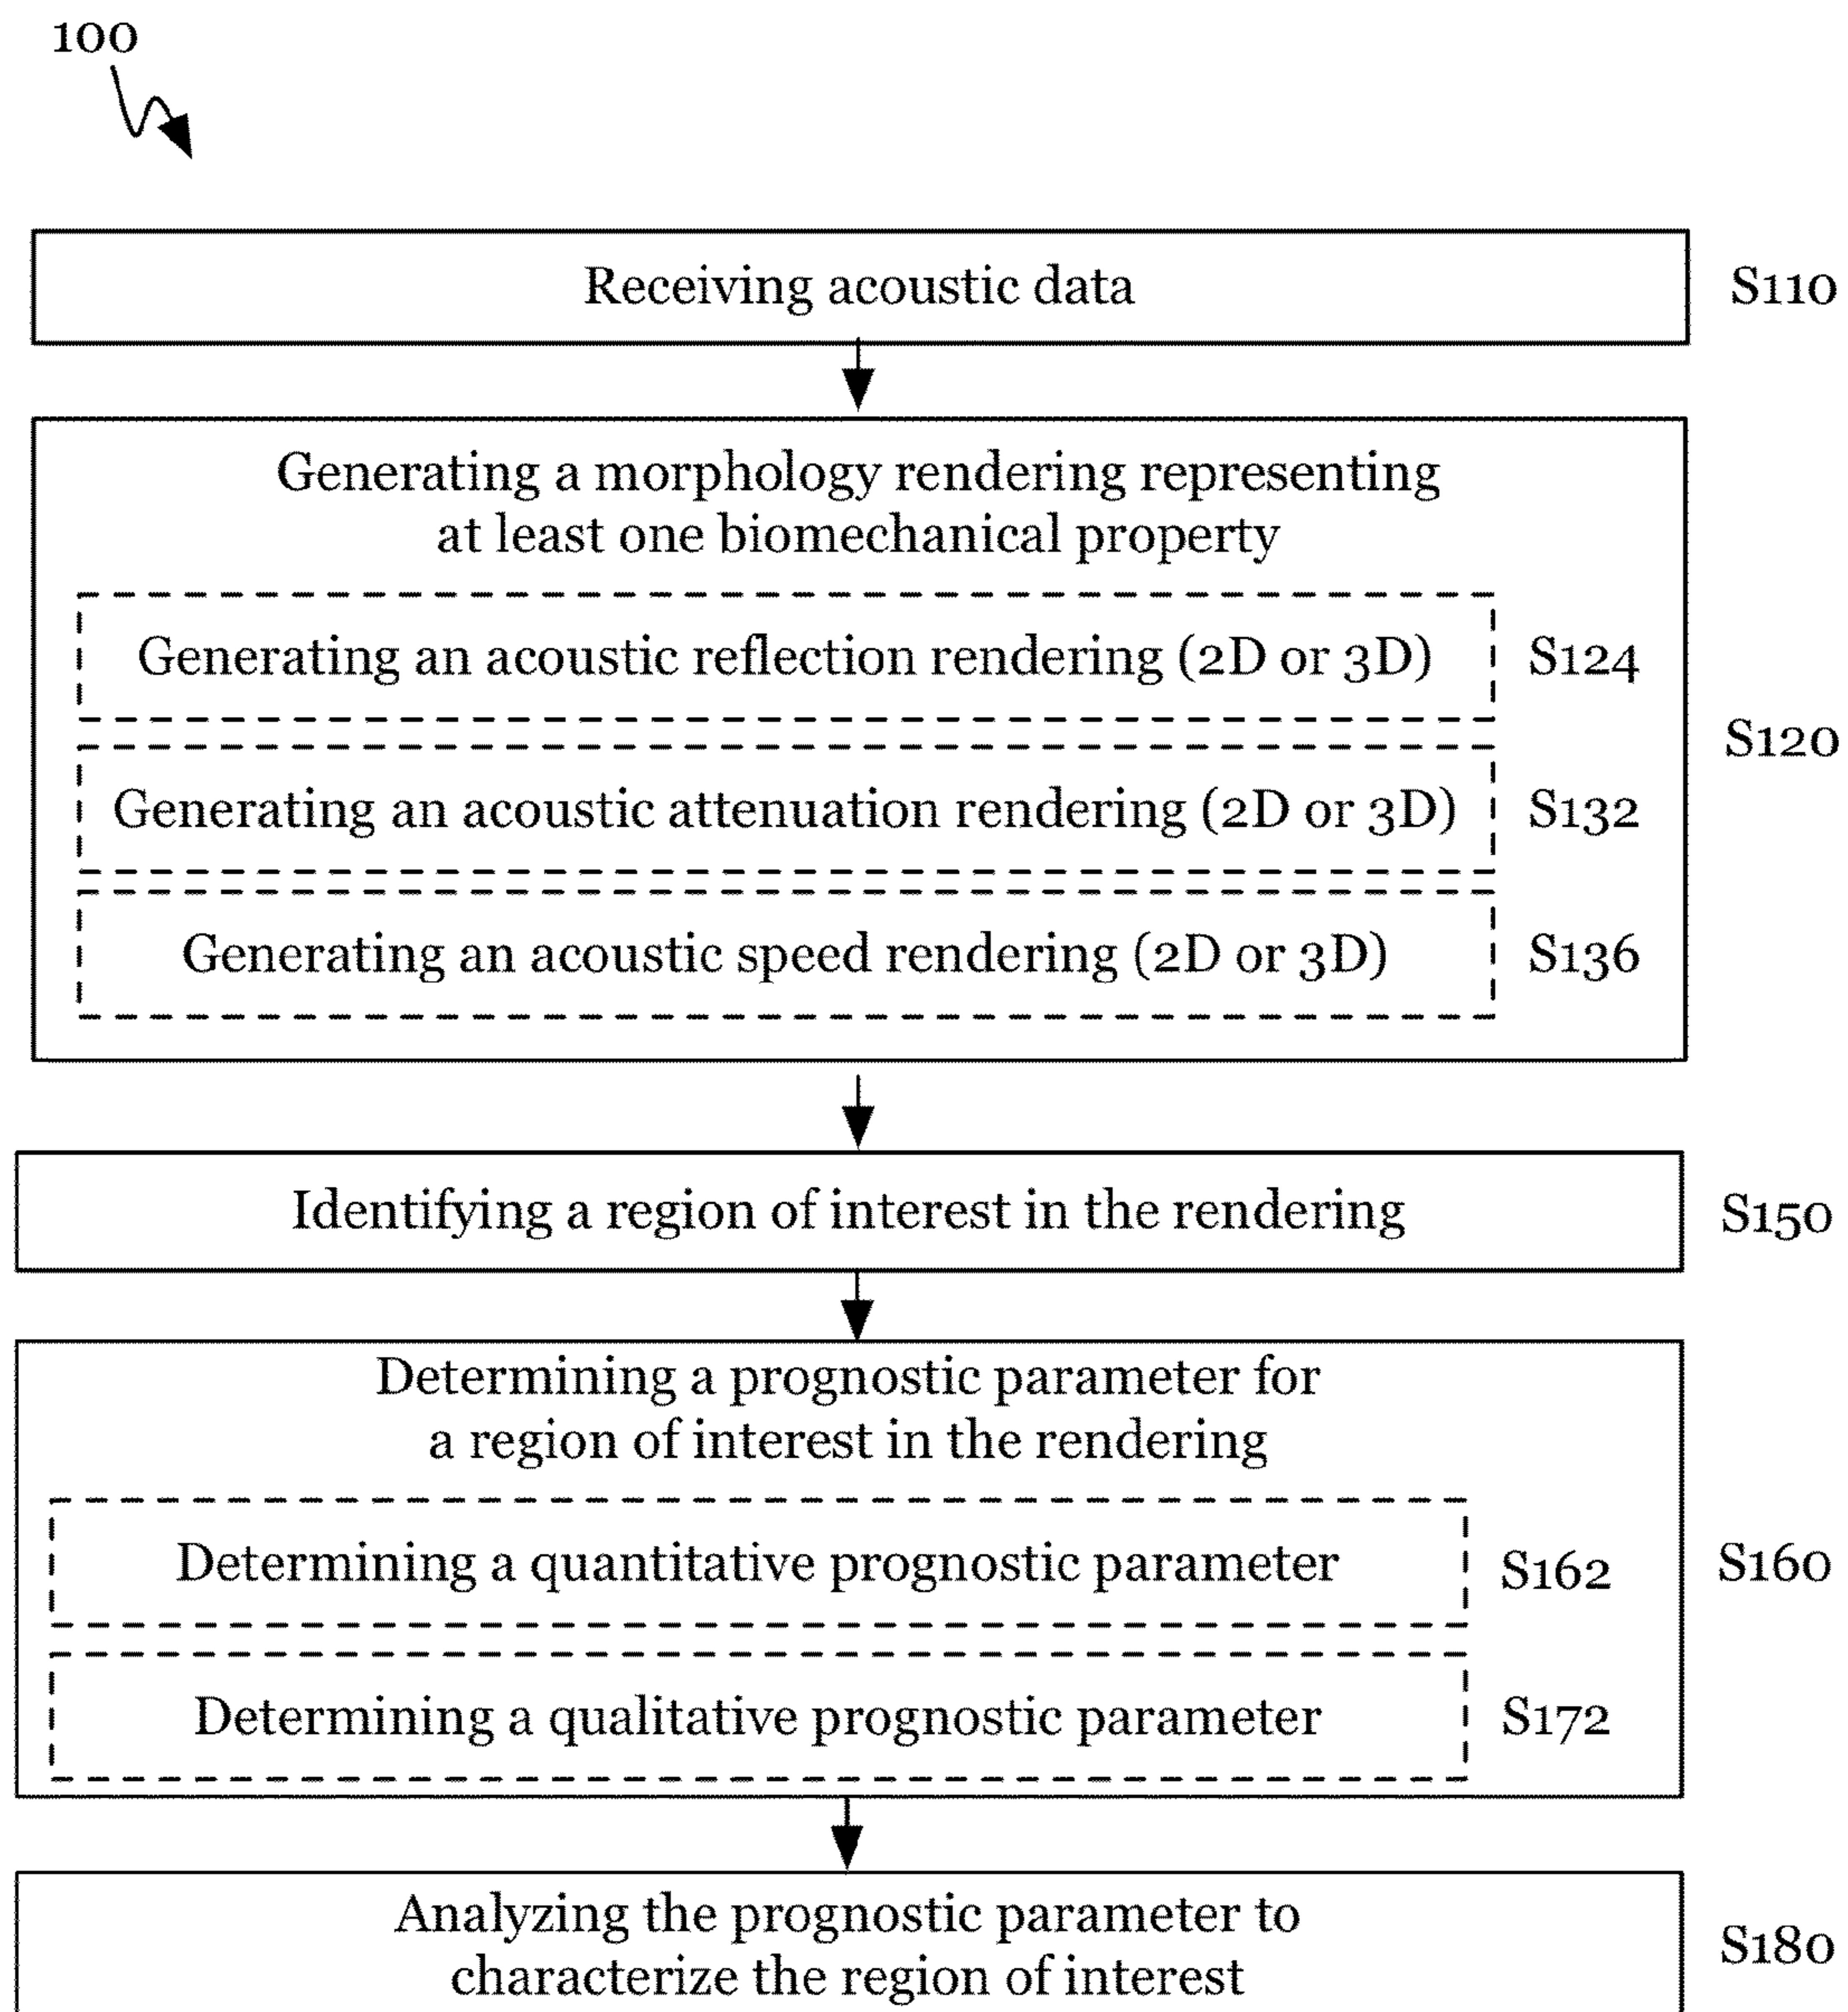 100
Receiving acoustic data
S110
Generating a morphology rendering representing
at least one biomechanical property
Generating an acoustic reflection rendering (2D or 3D)
S124
S120
Generating an acoustic attenuation rendering (2D or 3D)
S132
Generating an acoustic speed rendering (2D or 3D)
S136
Identifying a region of interest in the rendering
S150
Determining a prognostic parameter for
a region of interest in the rendering
Determining a quantitative prognostic parameter
S162
S160
Determining a qualitative prognostic parameter
S172
Analyzing the prognostic parameter to
characterize the region of interest
S180